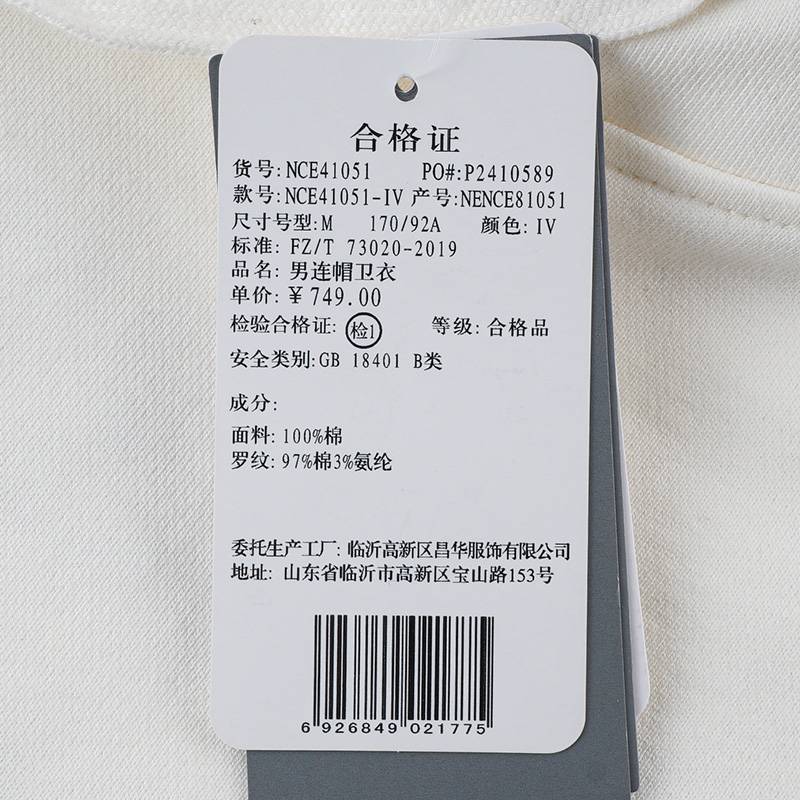 合格证
货号:NCE41051 PO#:P2410589
款号:NCE41051-IV 产号:NENCE81051
尺寸号型:M 170/92A 颜色:IV
标准: FZ/T 73020-2019
品名: 男连帽卫衣
单价:￥749.00
检验合格证: 检1 等级: 合格品
安全类别:GB 18401 B类
成分:
面料: 100%棉
罗纹: 97%棉3%氨纶
委托生产工厂: 临沂高新区昌华服饰有限公司
地址: 山东省临沂市高新区宝山路153号
6 926849 021775